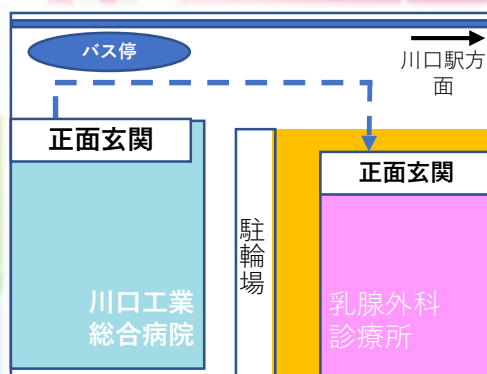 バス停
川口駅方
面
正面玄関
正面玄関
駐輪場
川口工業
総合病院
乳腺外科
診療所